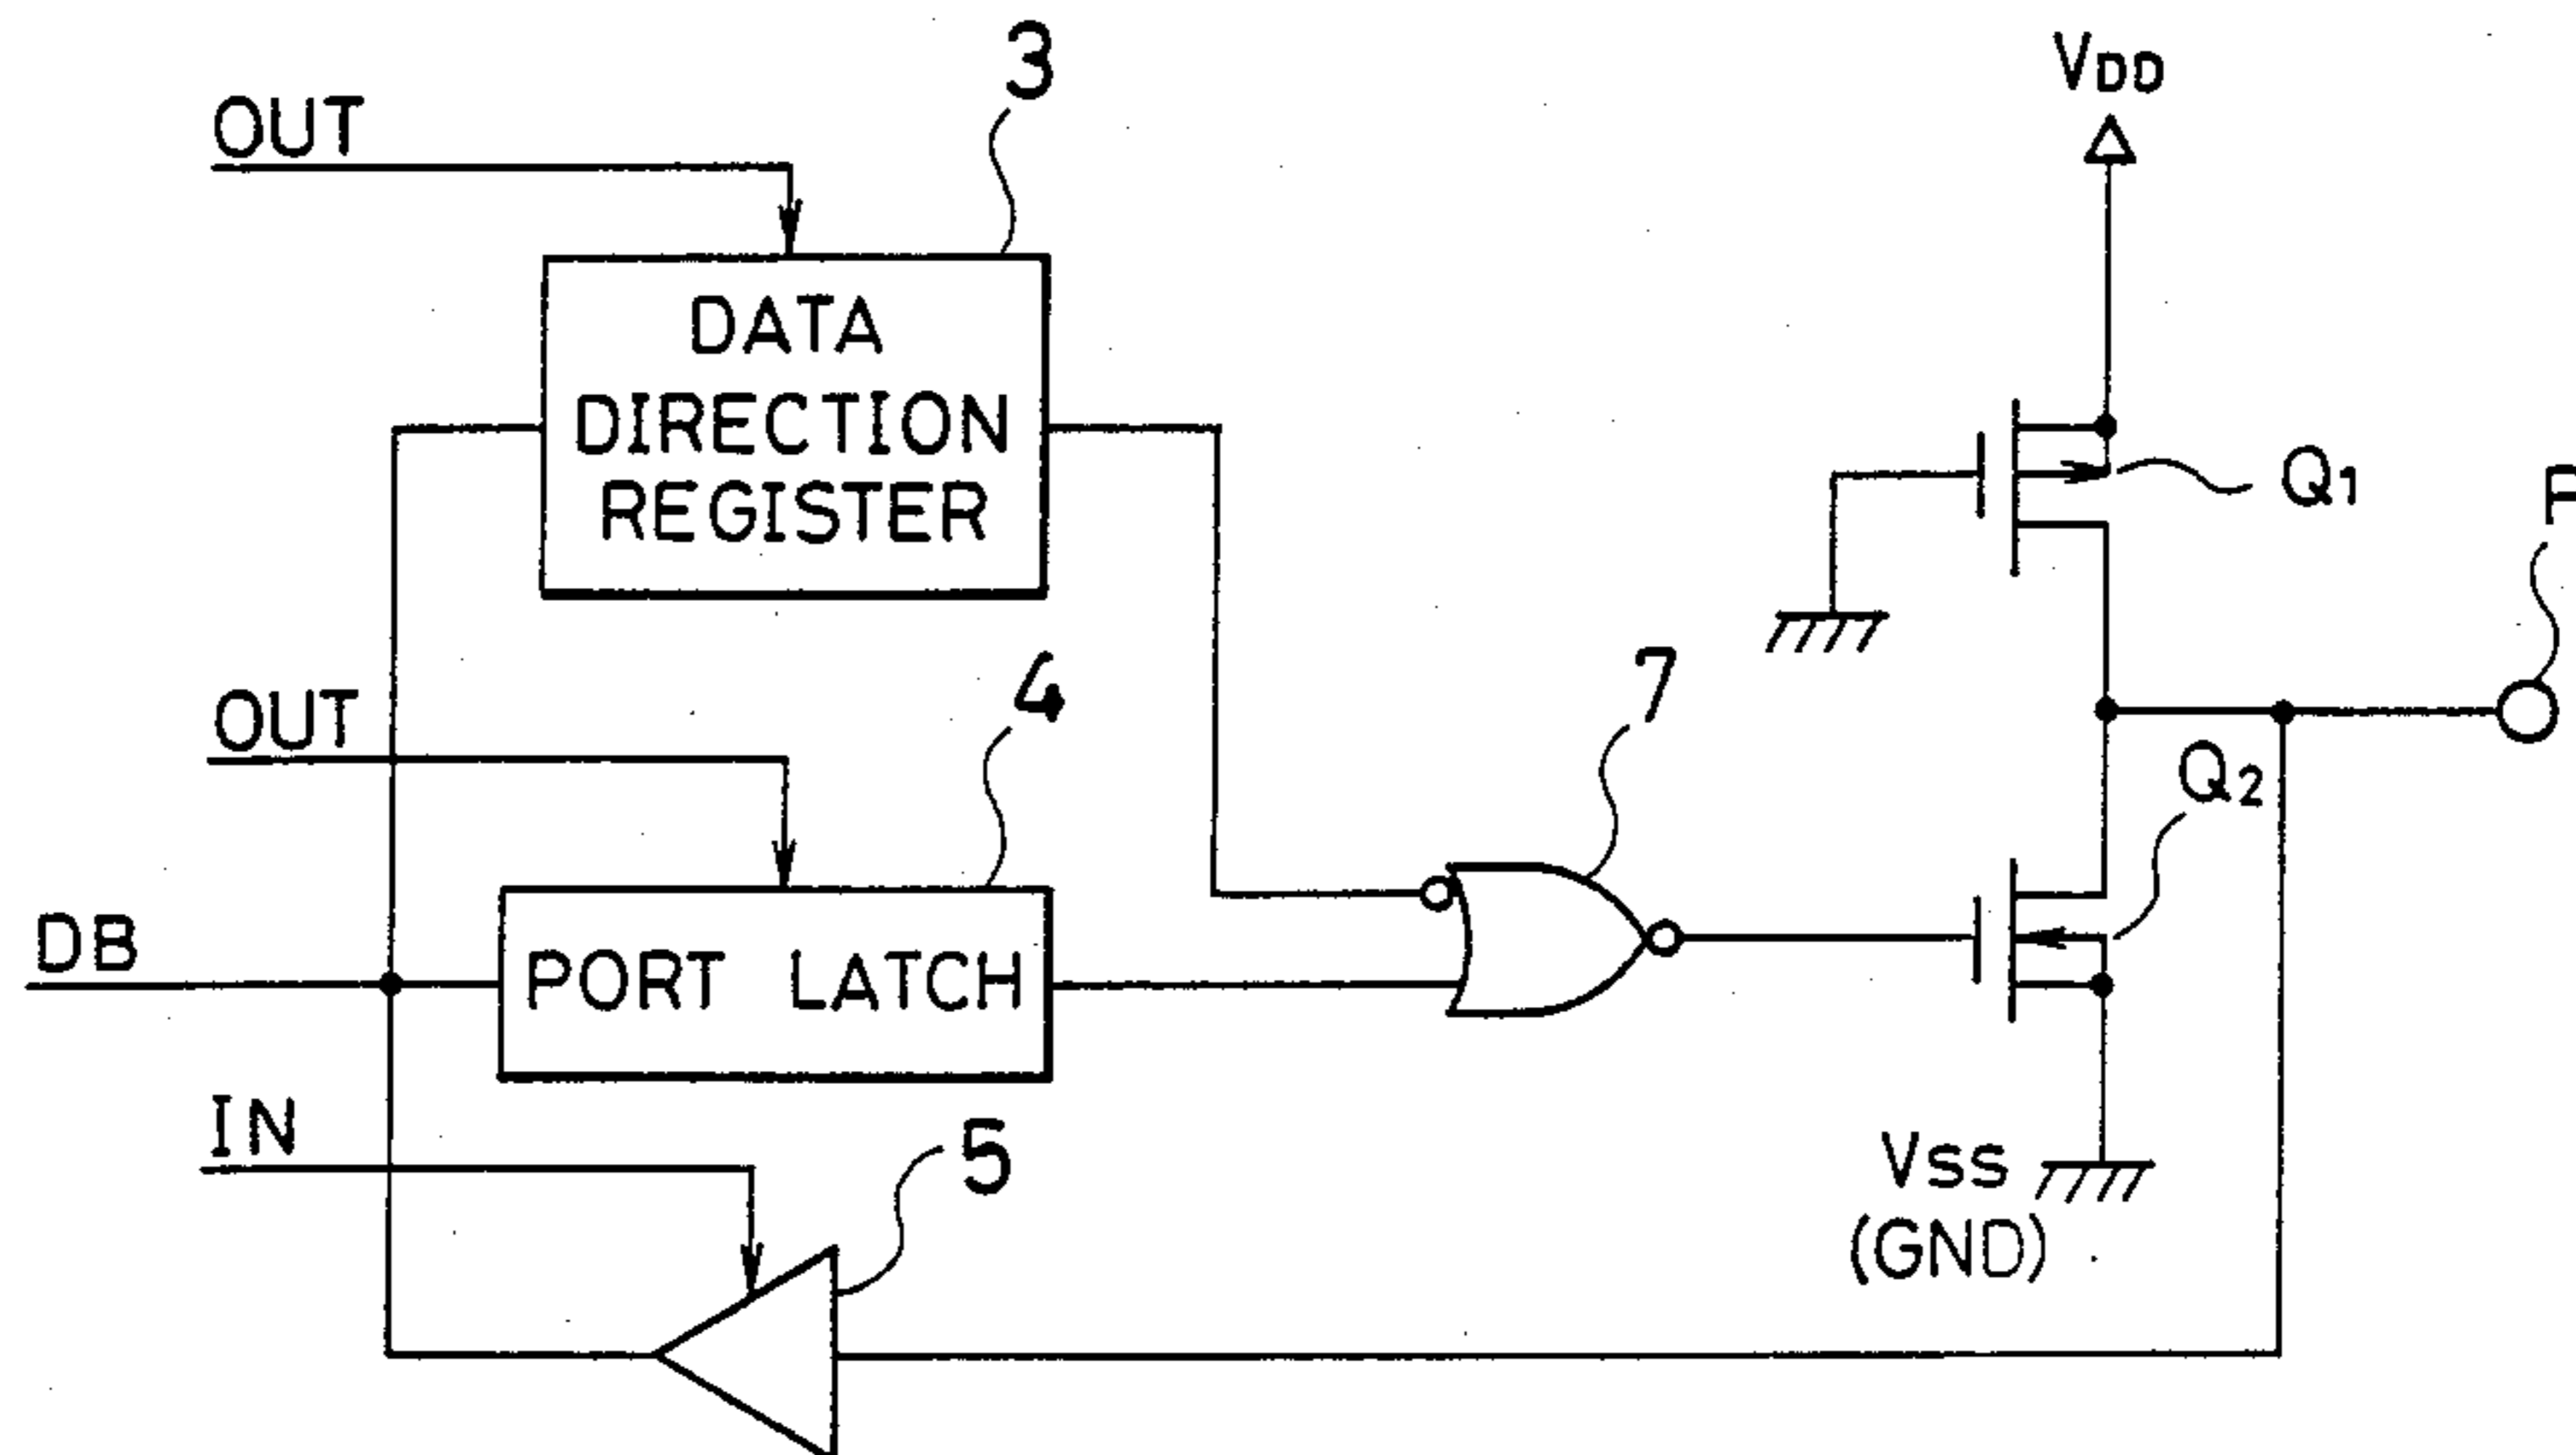 3
OUT
VDD
DATA
DIRECTION
REGISTER
Q1
P
OUT
4
7
Q2
DB
PORT LATCH
IN
5
VSS
(GND)